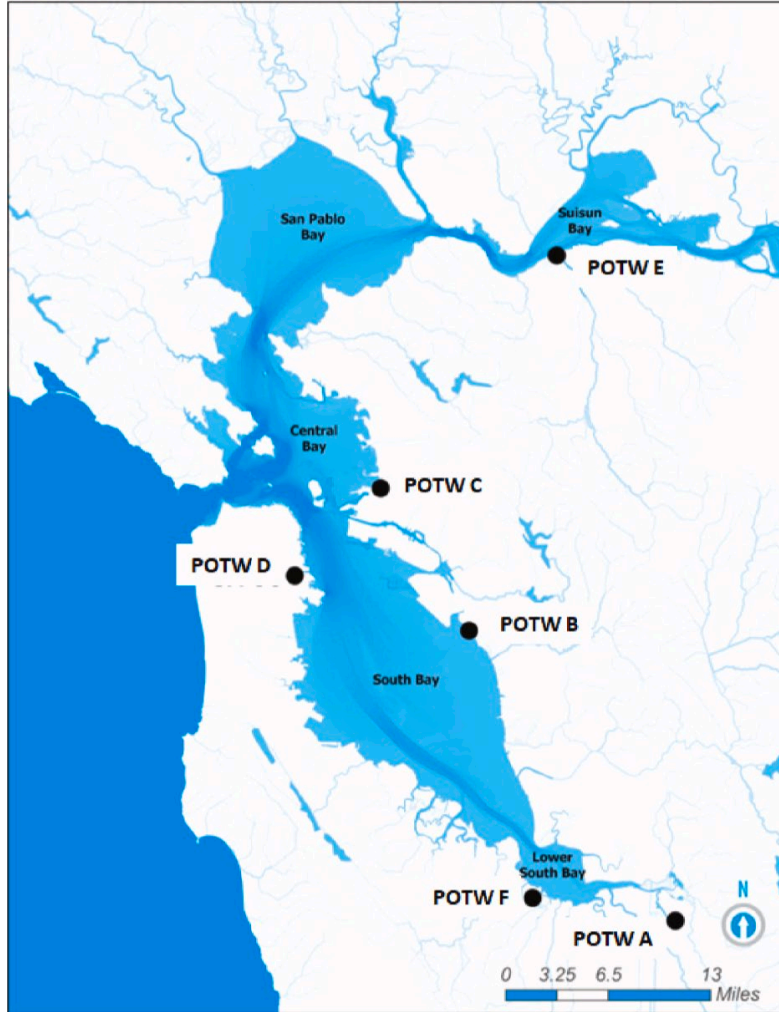 San Pablo
Bay
Suisun
Bay
POTW E
Central
Bay
POTW C
POTW D
POTW B
South Bay
Lower
South Bay
POTW F
POTW A
N
0 3.25 6.5 13
Miles